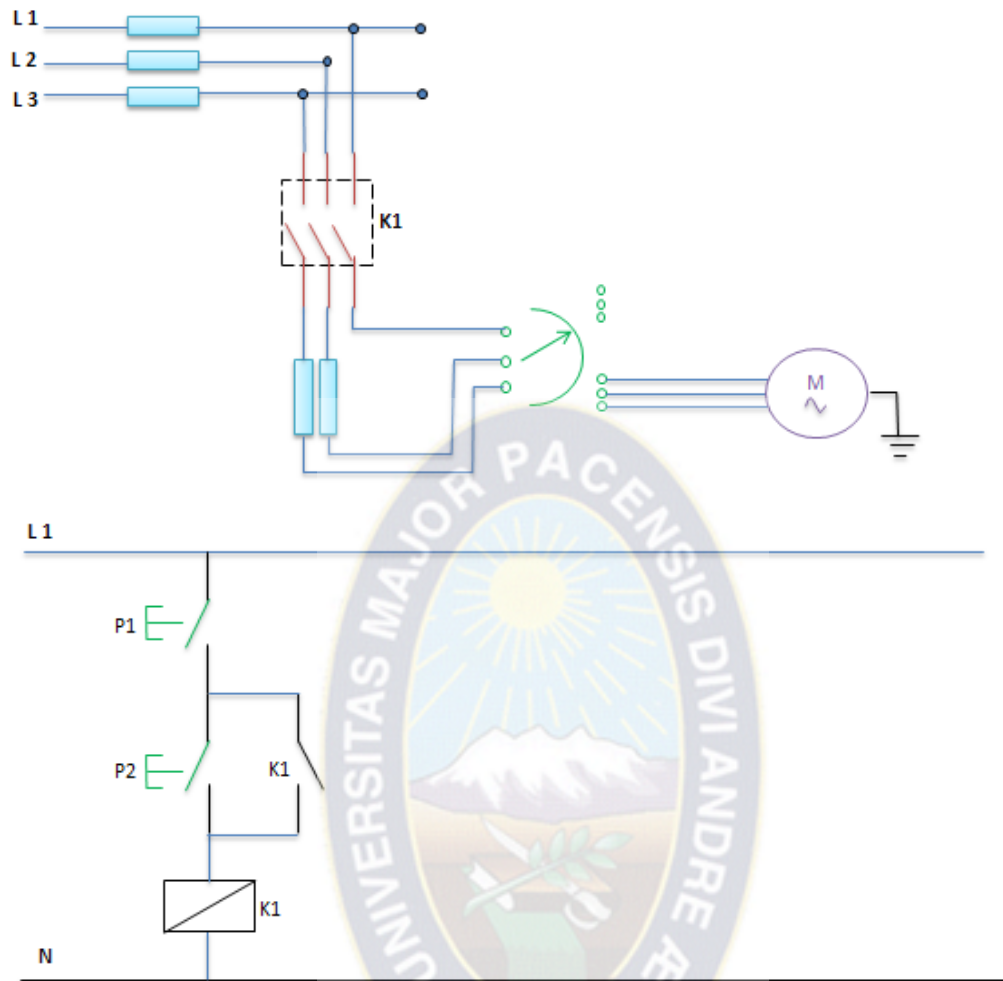 L 1
L 2
L 3
K1
M
L 1
P1
P2
K1
K1
N
UNIVERSITAS MAJOR PACENSIS DIVI ANDRE Æ